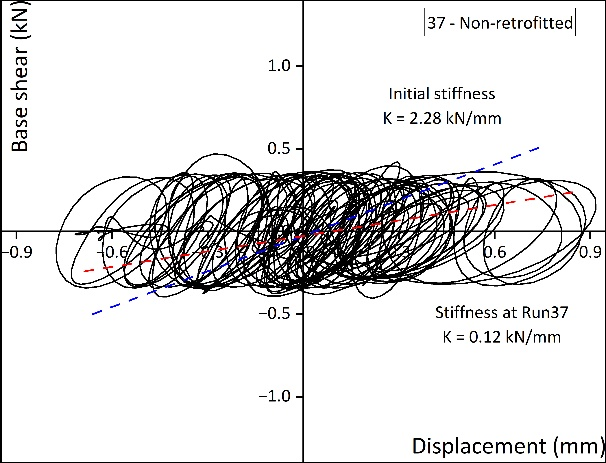 Base shear (kN)
37 - Non-retrofitted
1.0
Initial stiffness
K = 2.28 kN/mm
0.5
−0.9
0.6
0.6
0.9
−0.5
Stiffness at Run37
K = 0.12 kN/mm
−1.0
Displacement (mm)